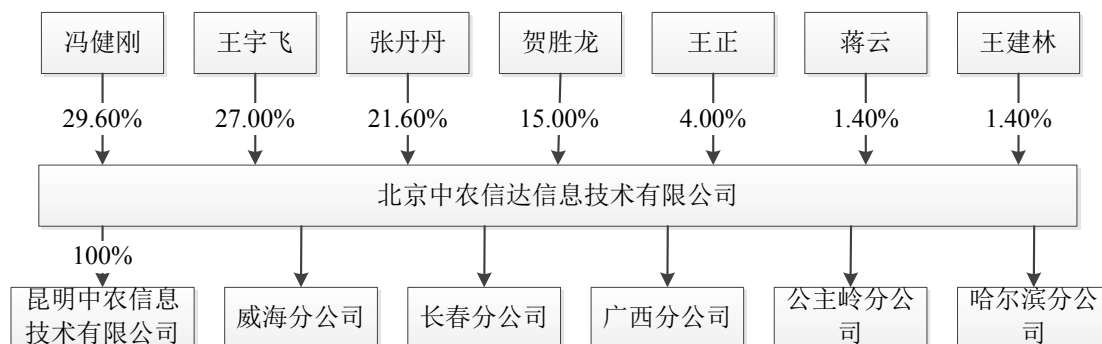 冯健刚
王宇飞
张丹丹
贺胜龙
王正
蒋云
王建林
29.60%
27.00%
21.60%
15.00%
4.00%
1.40%
1.40%
北京中农信达信息技术有限公司
100%
昆明中农信息
技术有限公司
威海分公司
长春分公司
广西分公司
公主岭分公
司
哈尔滨分公
司